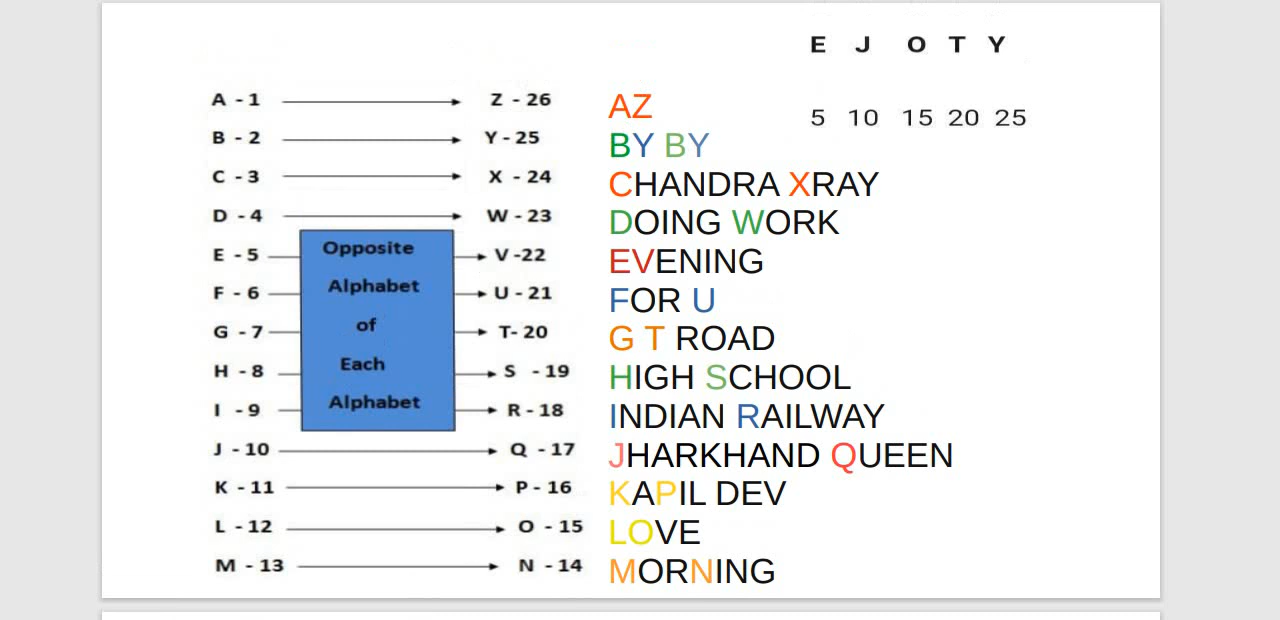 E J O T Y
5 10 15 20 25
A - 1 Z - 26 AZ
B - 2 Y - 25 BY BY
C - 3 X - 24 CHANDRA XRAY
D - 4 W - 23 DOING WORK
E - 5 Opposite V -22 EVENING
F - 6 Alphabet U - 21 FOR U
G - 7 of T- 20 G T ROAD
H - 8 Each S - 19 HIGH SCHOOL
I - 9 Alphabet R - 18 INDIAN RAILWAY
J - 10 Q - 17 JHARKHAND QUEEN
K - 11 P - 16 KAPIL DEV
L - 12 O - 15 LOVE
M - 13 N - 14 MORNING